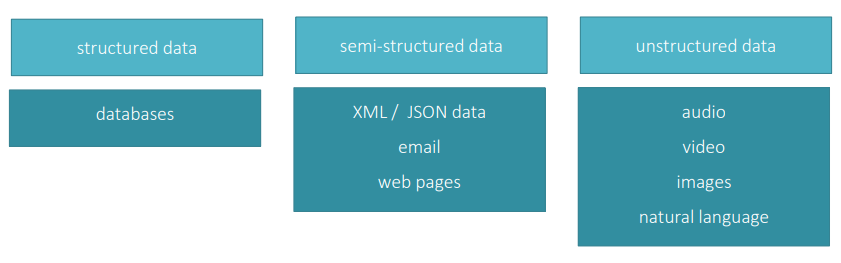 structured data
databases
semi-structured data
XML / JSON data
email
web pages
unstructured data
audio
video
images
natural language